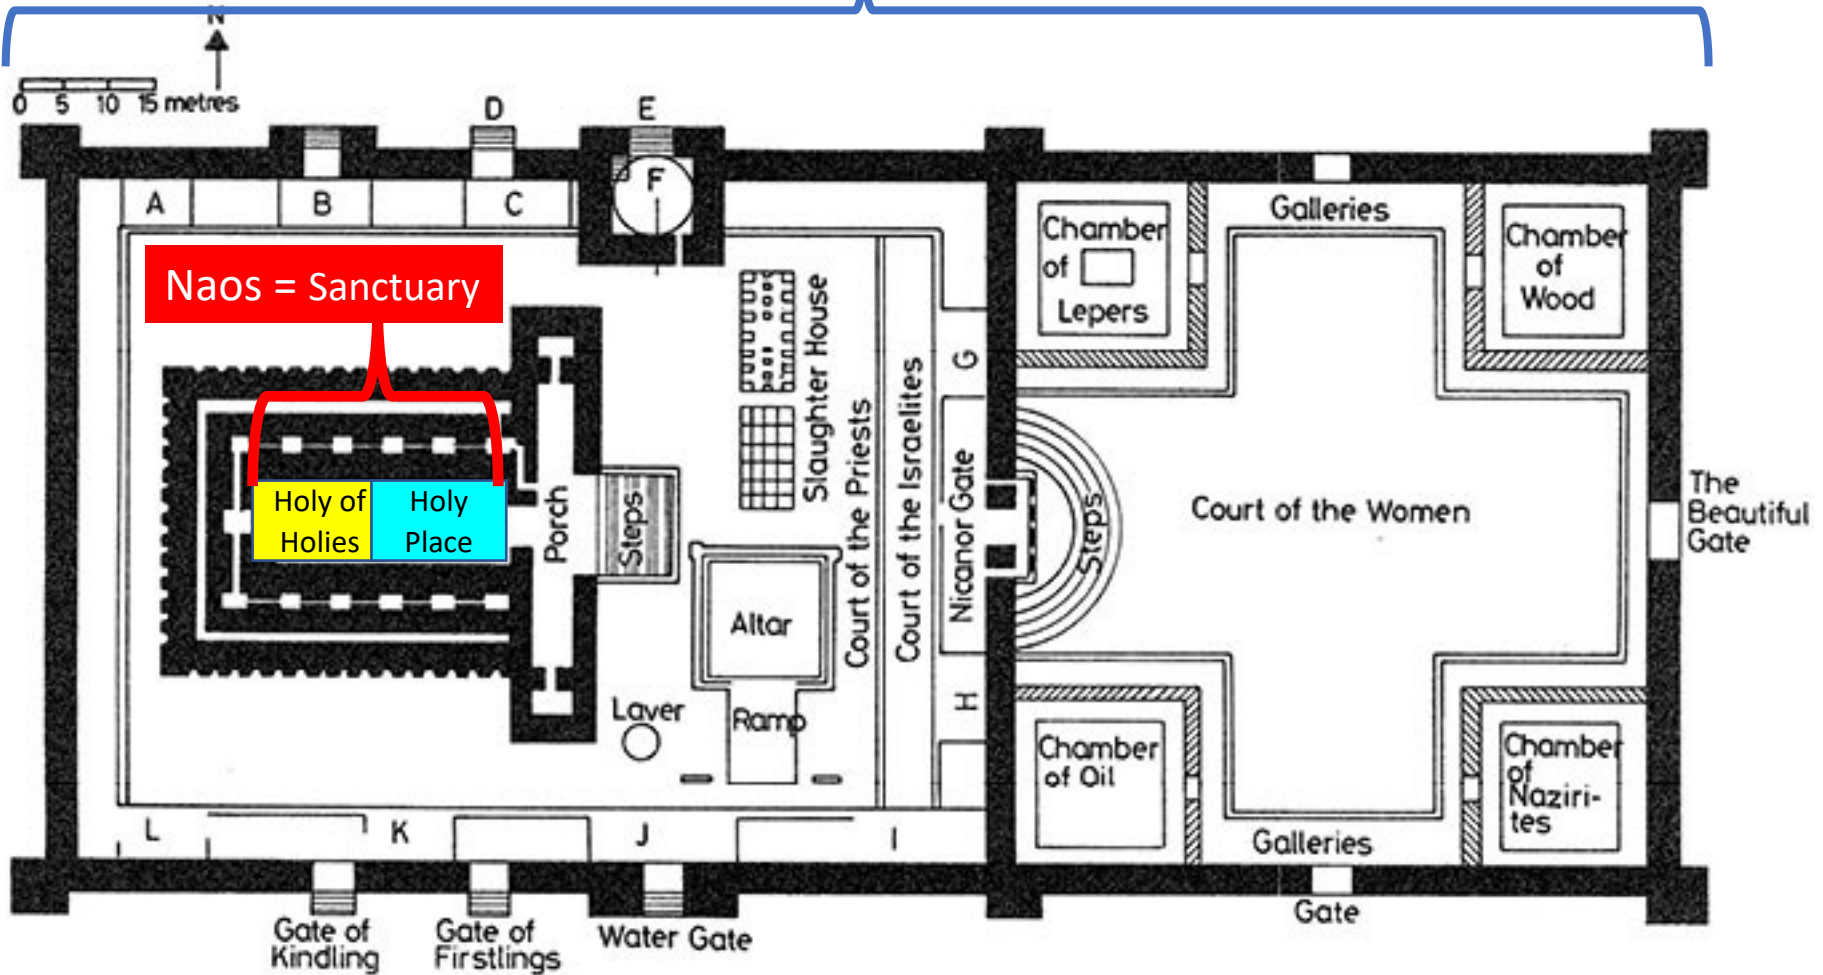 N
0 5 10 15 metres
D
E
F
A
B
C
Naos = Sanctuary
Holy of
Holies
Holy
Place
Porch
Steps
Slaughter House
Altar
Ramp
Laver
Court of the Priests
Court of the Israelites
G
Nicanor Gate
H
Steps
Chamber
of
Lepers
Galleries
Chamber
of
Wood
Court of the Women
The
Beautiful
Gate
Chamber
of Oil
Galleries
Chamber
of
Naziri-
tes
L
K
J
I
Gate of
Kindling
Gate of
Firstlings
Water Gate
Gate